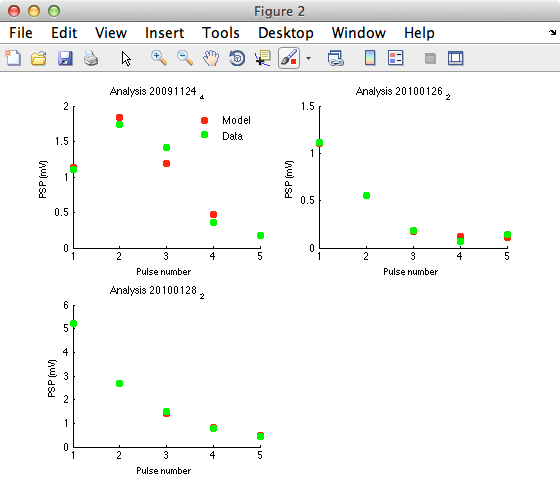 Figure 2
File Edit View Insert Tools Desktop Window Help
Analysis 20091124 4
2
1.5
1
0.5
0
PSP (mV)
1 2 3 4 5
Pulse number
Model
Data
Analysis 20100126 2
1.5
1
0.5
0
PSP (mV)
1 2 3 4 5
Pulse number
Analysis 20100128 2
6
5
4
3
2
1
0
PSP (mV)
1 2 3 4 5
Pulse number